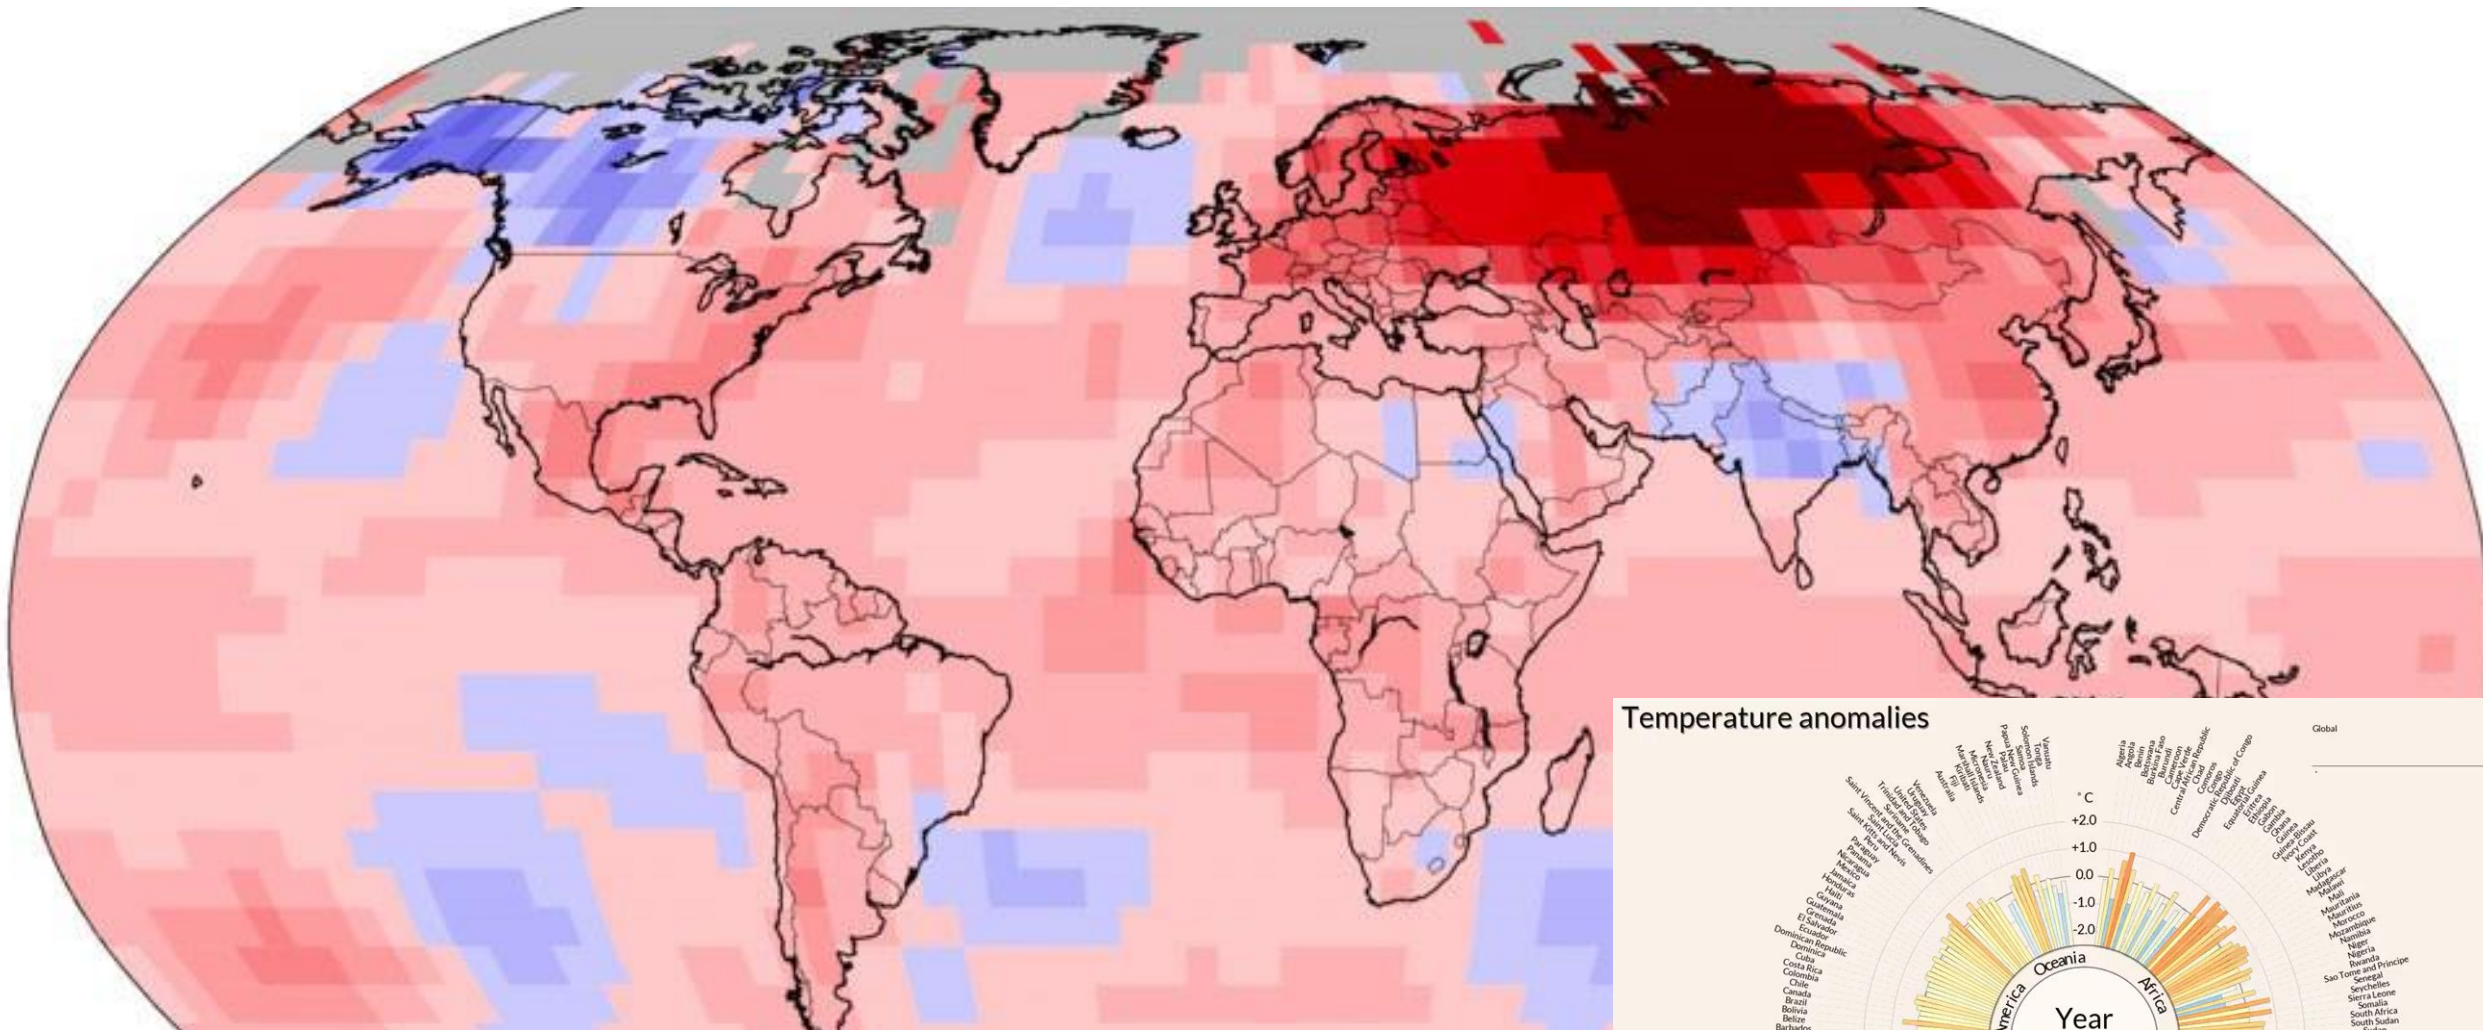 Temperature anomalies
Global
Vanuatu
Tonga
Solomon Islands
Samoa
Papua New Guinea
Palau
New Zealand
Nauru
Micronesia
Marshall Islands
Kiribati
Fiji
Australia
Venezuela
Uruguay
United States
Trinidad and Tobago
Suriname
Saint Vincent and the Grenadines
Saint Lucia
Saint Kitts and Nevis
Peru
Paraguay
Panama
Nicaragua
Mexico
Jamaica
Honduras
Haiti
Guyana
Guatemala
Grenada
El Salvador
Ecuador
Dominican Republic
Dominica
Cuba
Costa Rica
Colombia
Chile
Canada
Brazil
Bolivia
Belize
Barbados
Algeria
Angola
Benin
Botswana
Burkina Faso
Burundi
Cameroon
Cape Verde
Central African Republic
Chad
Comoros
Congo
Democratic Republic of Congo
Djibouti
Egypt
Equatorial Guinea
Eritrea
Ethiopia
Gabon
Gambia
Ghana
Guinea
Guinea-Bissau
Ivory Coast
Kenya
Lesotho
Liberia
Libya
Madagascar
Malawi
Mali
Mauritania
Mauritius
Morocco
Mozambique
Namibia
Niger
Nigeria
Rwanda
Sao Tome and Principe
Senegal
Seychelles
Sierra Leone
Somalia
South Africa
South Sudan
°C
+2.0
+1.0
0.0
-1.0
-2.0
Oceania
Africa
Year